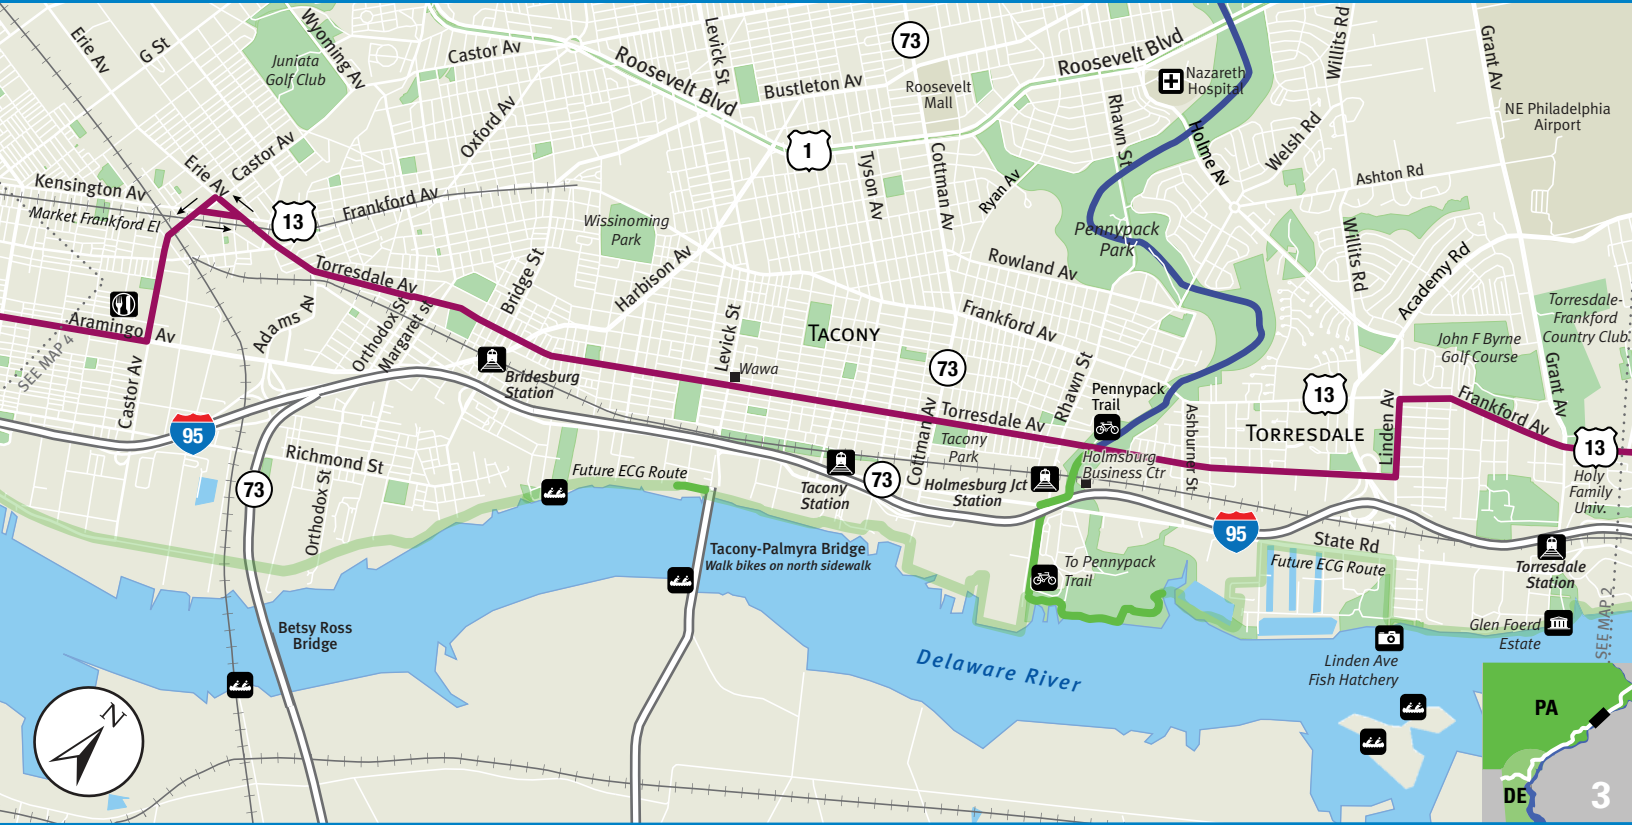 Erie Av
G St
Wyoming Av
Juniata
Golf Club
Castor Av
Levick St
Roosevelt Blvd
73
Bustleton Av
Roosevelt
Mall
Roosevelt Blvd
Nazareth
Hospital
Willits Rd
Grant Av
NE Philadelphia
Airport
Oxford Av
Castor Av
Erie Av
Kensington Av
Market Frankford El
13
Frankford Av
1
Tyson Av
Cottman Av
Ryan Av
Rhawn St
Holme Av
Welsh Rd
Ashton Rd
Wissinoming
Park
Pennypack
Park
Willits Rd
Academy Rd
Torresdale Av
Bridge St
Harbison Av
Rowland Av
Frankford Av
Torresdale-
Frankford
Country Club
John F Byrne
Golf Course
Aramingo Av
SEE MAP 4
Castor Av
Adams Av
Orthodox St
Margaret st
Bridesburg
Station
Levick St
Wawa
TACONY
73
Rhawn St
Pennypack
Trail
13
Linden Av
Grant Av
Frankford Av
13
95
Torresdale Av
Cottman Av
Tacony
Park
Ashburner St
TORRESDALE
Holmsburg
Business Ctr
Holy
Family
Univ.
Richmond St
73
Orthodox St
Future ECG Route
Tacony
Station
73
Holmesburg Jct
Station
95
State Rd
Future ECG Route
Torresdale
Station
Tacony-Palmyra Bridge
Walk bikes on north sidewalk
To Pennypack
Trail
Betsy Ross
Bridge
Delaware River
Glen Foerd
Estate
SEE MAP 2
Linden Ave
Fish Hatchery
N
PA
DE
3